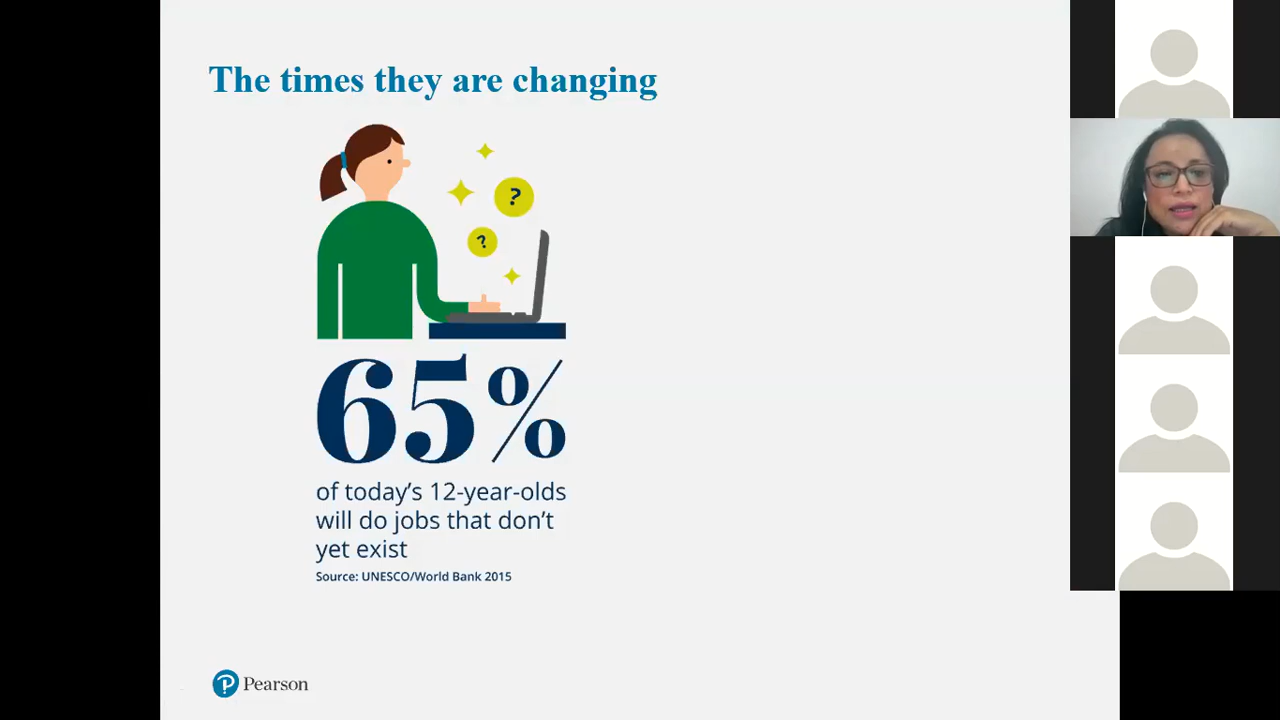 The times they are changing
?
?
65%
of today's 12-year-olds
will do jobs that don't
yet exist
Source: UNESCO/World Bank 2015
Pearson